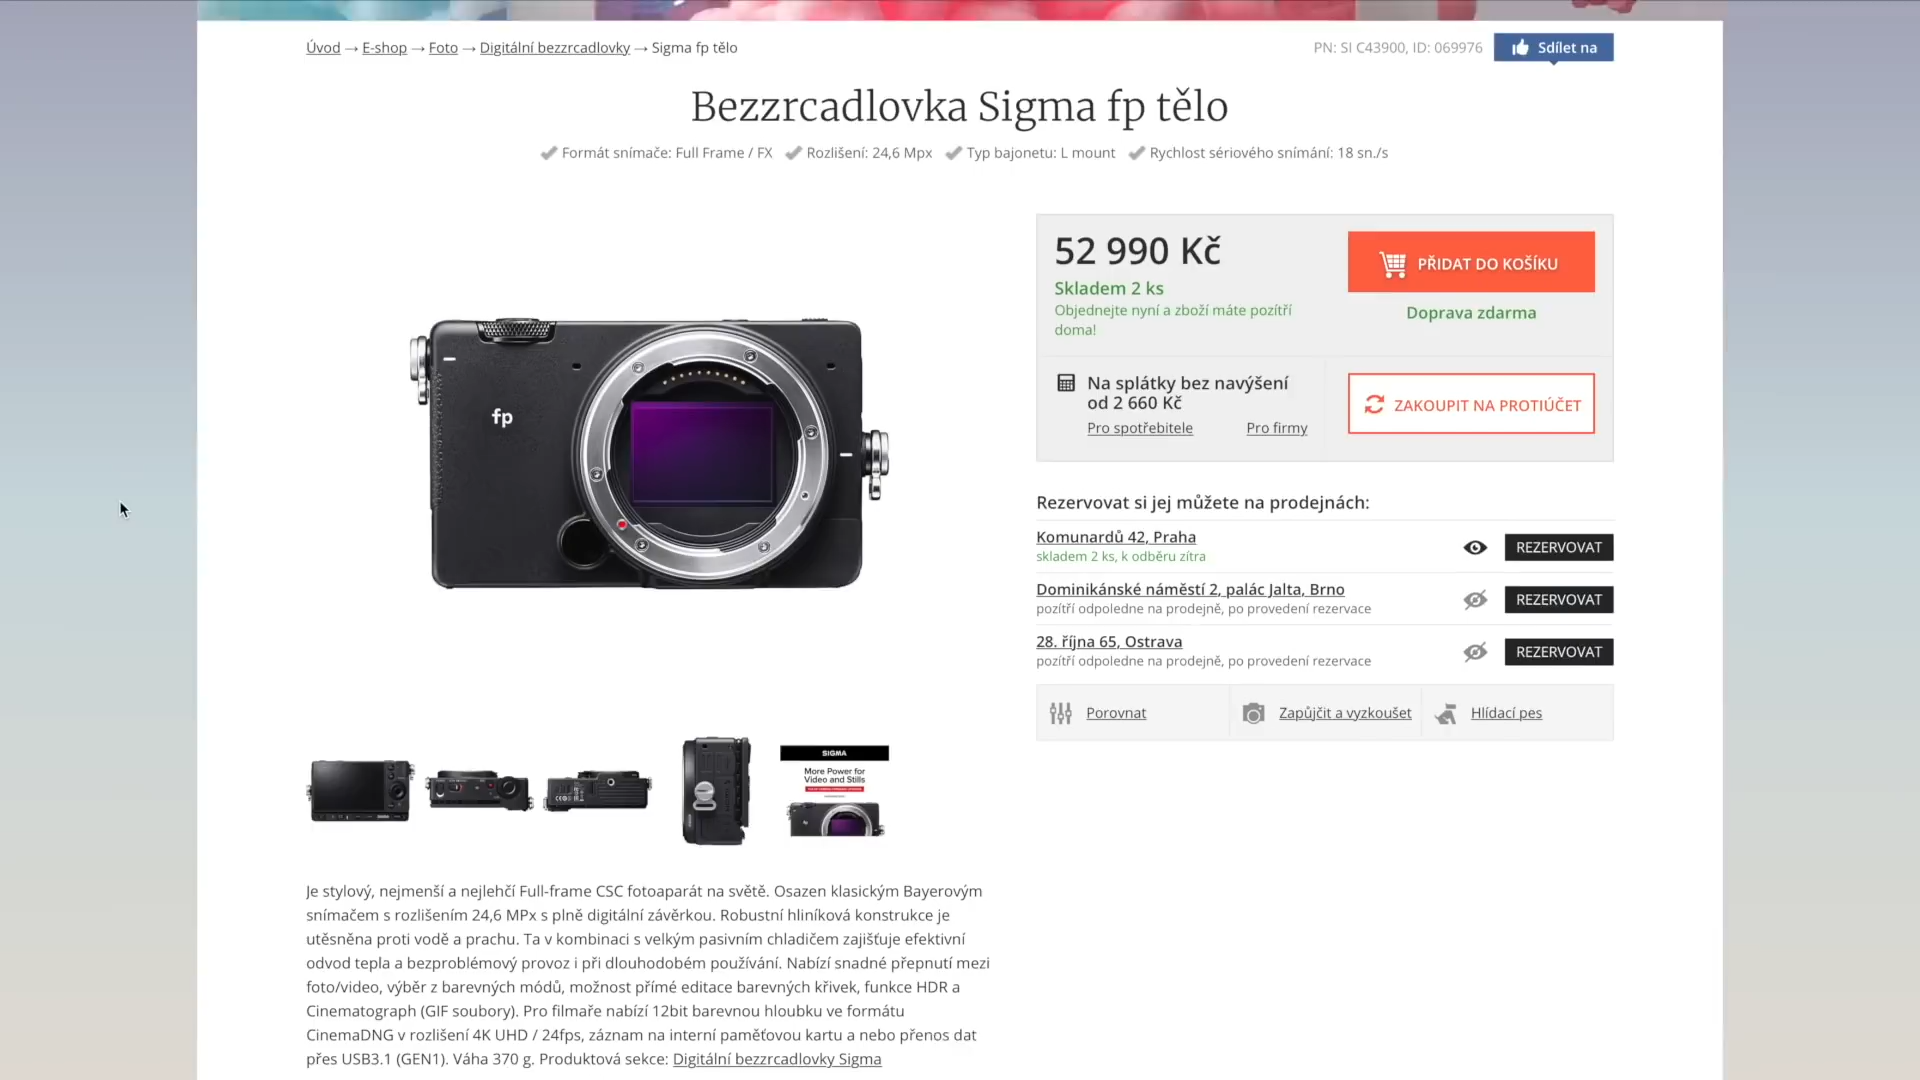 Úvod → E-shop → Foto → Digitální bezzrcadlovky → Sigma fp tělo
PN: SI C43900, ID: 069976
Sdílet na
Bezzrcadlovka Sigma fp tělo
Formát snímače: Full Frame / FX Rozlišení: 24,6 Mpx Typ bajonetu: L mount Rychlost sériového snímání: 18 sn./s
52 990 Kč
PŘIDAT DO KOŠÍKU
Skladem 2 ks
Objednejte nyní a zboží máte pozítří
doma!
Doprava zdarma
Na splátky bez navýšení
od 2 660 Kč
Pro spotřebitele Pro firmy
ZAKOUPIT NA PROTIÚČET
fp
Rezervovat si jej můžete na prodejnách:
Komunardů 42, Praha
skladem 2 ks, k odběru zítra
REZERVOVAT
Dominikánské náměstí 2, palác Jalta, Brno
pozítří odpoledne na prodejně, po provedení rezervace
REZERVOVAT
28. října 65, Ostrava
pozítří odpoledne na prodejně, po provedení rezervace
REZERVOVAT
Porovnat
Zapůjčit a vyzkoušet
Hlídací pes
SIGMA
More Power for
Video and Stills
Je stylový, nejmenší a nejlehčí Full-frame CSC fotoaparát na světě. Osazen klasickým Bayerovým
snímačem s rozlišením 24,6 MPx s plně digitální závěrkou. Robustní hliníková konstrukce je
utěsněna proti vodě a prachu. Ta v kombinaci s velkým pasivním chladičem zajišťuje efektivní
odvod tepla a bezproblémový provoz i při dlouhodobém používání. Nabízí snadné přepnutí mezi
foto/video, výběr z barevných módů, možnost přímé editace barevných křivek, funkce HDR a
Cinematograph (GIF soubory). Pro filmaře nabízí 12bit barevnou hloubku ve formátu
CinemaDNG v rozlišení 4K UHD / 24fps, záznam na interní paměťovou kartu a nebo přenos dat
přes USB3.1 (GEN1). Váha 370 g. Produktová sekce: Digitální bezzrcadlovky Sigma